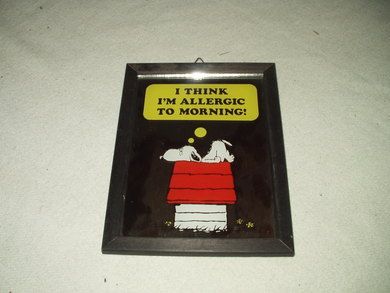 I THINK
I'M ALLERGIC
TO MORNING!